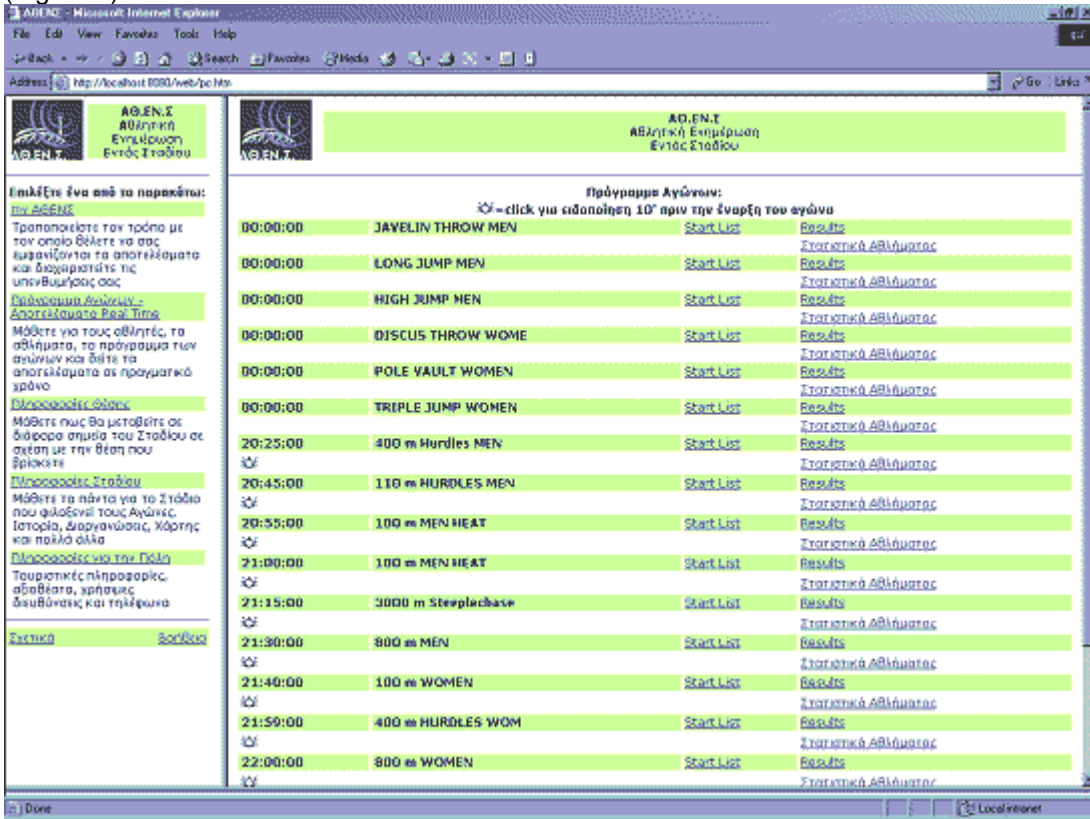 ΑΘΕΝΣ - Microsoft Internet Explorer
File Edit View Favorites Tools Help
Back Search Favorites Media
Address http://localhost:8080/web/pc.htm Go Links
ΑΘ.ΕΝ.Σ
Αθλητική
Ενημέρωση
Εντός Σταδίου
ΑΘ.ΕΝ.Σ.
Επιλέξτε ένα από τα παρακάτω:
my ΑΘΕΝΣ
Τροποποιείστε τον τρόπο με
τον οποίο θέλετε να σας
εμφανίζονται τα αποτελέσματα
και διαχειριστείτε τις
υπενθυμήσεις σας
Πρόγραμμα Αγώνων -
Αποτελέσματα Real Time
Μάθετε για τους αθλητές, τα
αθλήματα, το πρόγραμμα των
αγώνων και δείτε τα
αποτελέσματα σε πραγματικό
χρόνο
Πληροφορίες Θέσης
Μάθετε πως θα μεταβείτε σε
διάφορα σημεία του Σταδίου σε
σχέση με την θέση που
βρίσκετε
Πληροφορίες Σταδίου
Μάθετε τα πάντα για το Στάδιο
που φιλοξενεί τους Αγώνες.
Ιστορία, Διοργανώσεις, Χάρτης
και πολλά άλλα
Πληροφορίες για την Πόλη
Τουριστικές πληροφορίες,
αξιοθέατα, χρήσιμες
διευθύνσεις και τηλέφωνα
Σχετικά Βοήθεια
ΑΘ.ΕΝ.Σ.
ΑΘ.ΕΝ.Σ
Αθλητική Ενημέρωση
Εντός Σταδίου
Πρόγραμμα Αγώνων:
=click για ειδοποίηση 10' πριν την έναρξη του αγώνα
00:00:00 JAVELIN THROW MEN Start List Results
Στατιστικά Αθλήματος
00:00:00 LONG JUMP MEN Start List Results
Στατιστικά Αθλήματος
00:00:00 HIGH JUMP MEN Start List Results
Στατιστικά Αθλήματος
00:00:00 DISCUS THROW WOME Start List Results
Στατιστικά Αθλήματος
00:00:00 POLE VAULT WOMEN Start List Results
Στατιστικά Αθλήματος
00:00:00 TRIPLE JUMP WOMEN Start List Results
Στατιστικά Αθλήματος
20:25:00 400 m Hurdles MEN Start List Results
Στατιστικά Αθλήματος
20:45:00 110 m HURDLES MEN Start List Results
Στατιστικά Αθλήματος
20:55:00 100 m MEN HEAT Start List Results
Στατιστικά Αθλήματος
21:00:00 100 m MEN HEAT Start List Results
Στατιστικά Αθλήματος
21:15:00 3000 m Steeplechase Start List Results
Στατιστικά Αθλήματος
21:30:00 800 m MEN Start List Results
Στατιστικά Αθλήματος
21:40:00 100 m WOMEN Start List Results
Στατιστικά Αθλήματος
21:59:00 400 m HURDLES WOM Start List Results
Στατιστικά Αθλήματος
22:00:00 800 m WOMEN Start List Results
Στατιστικά Αθλήματος
Done Local intranet